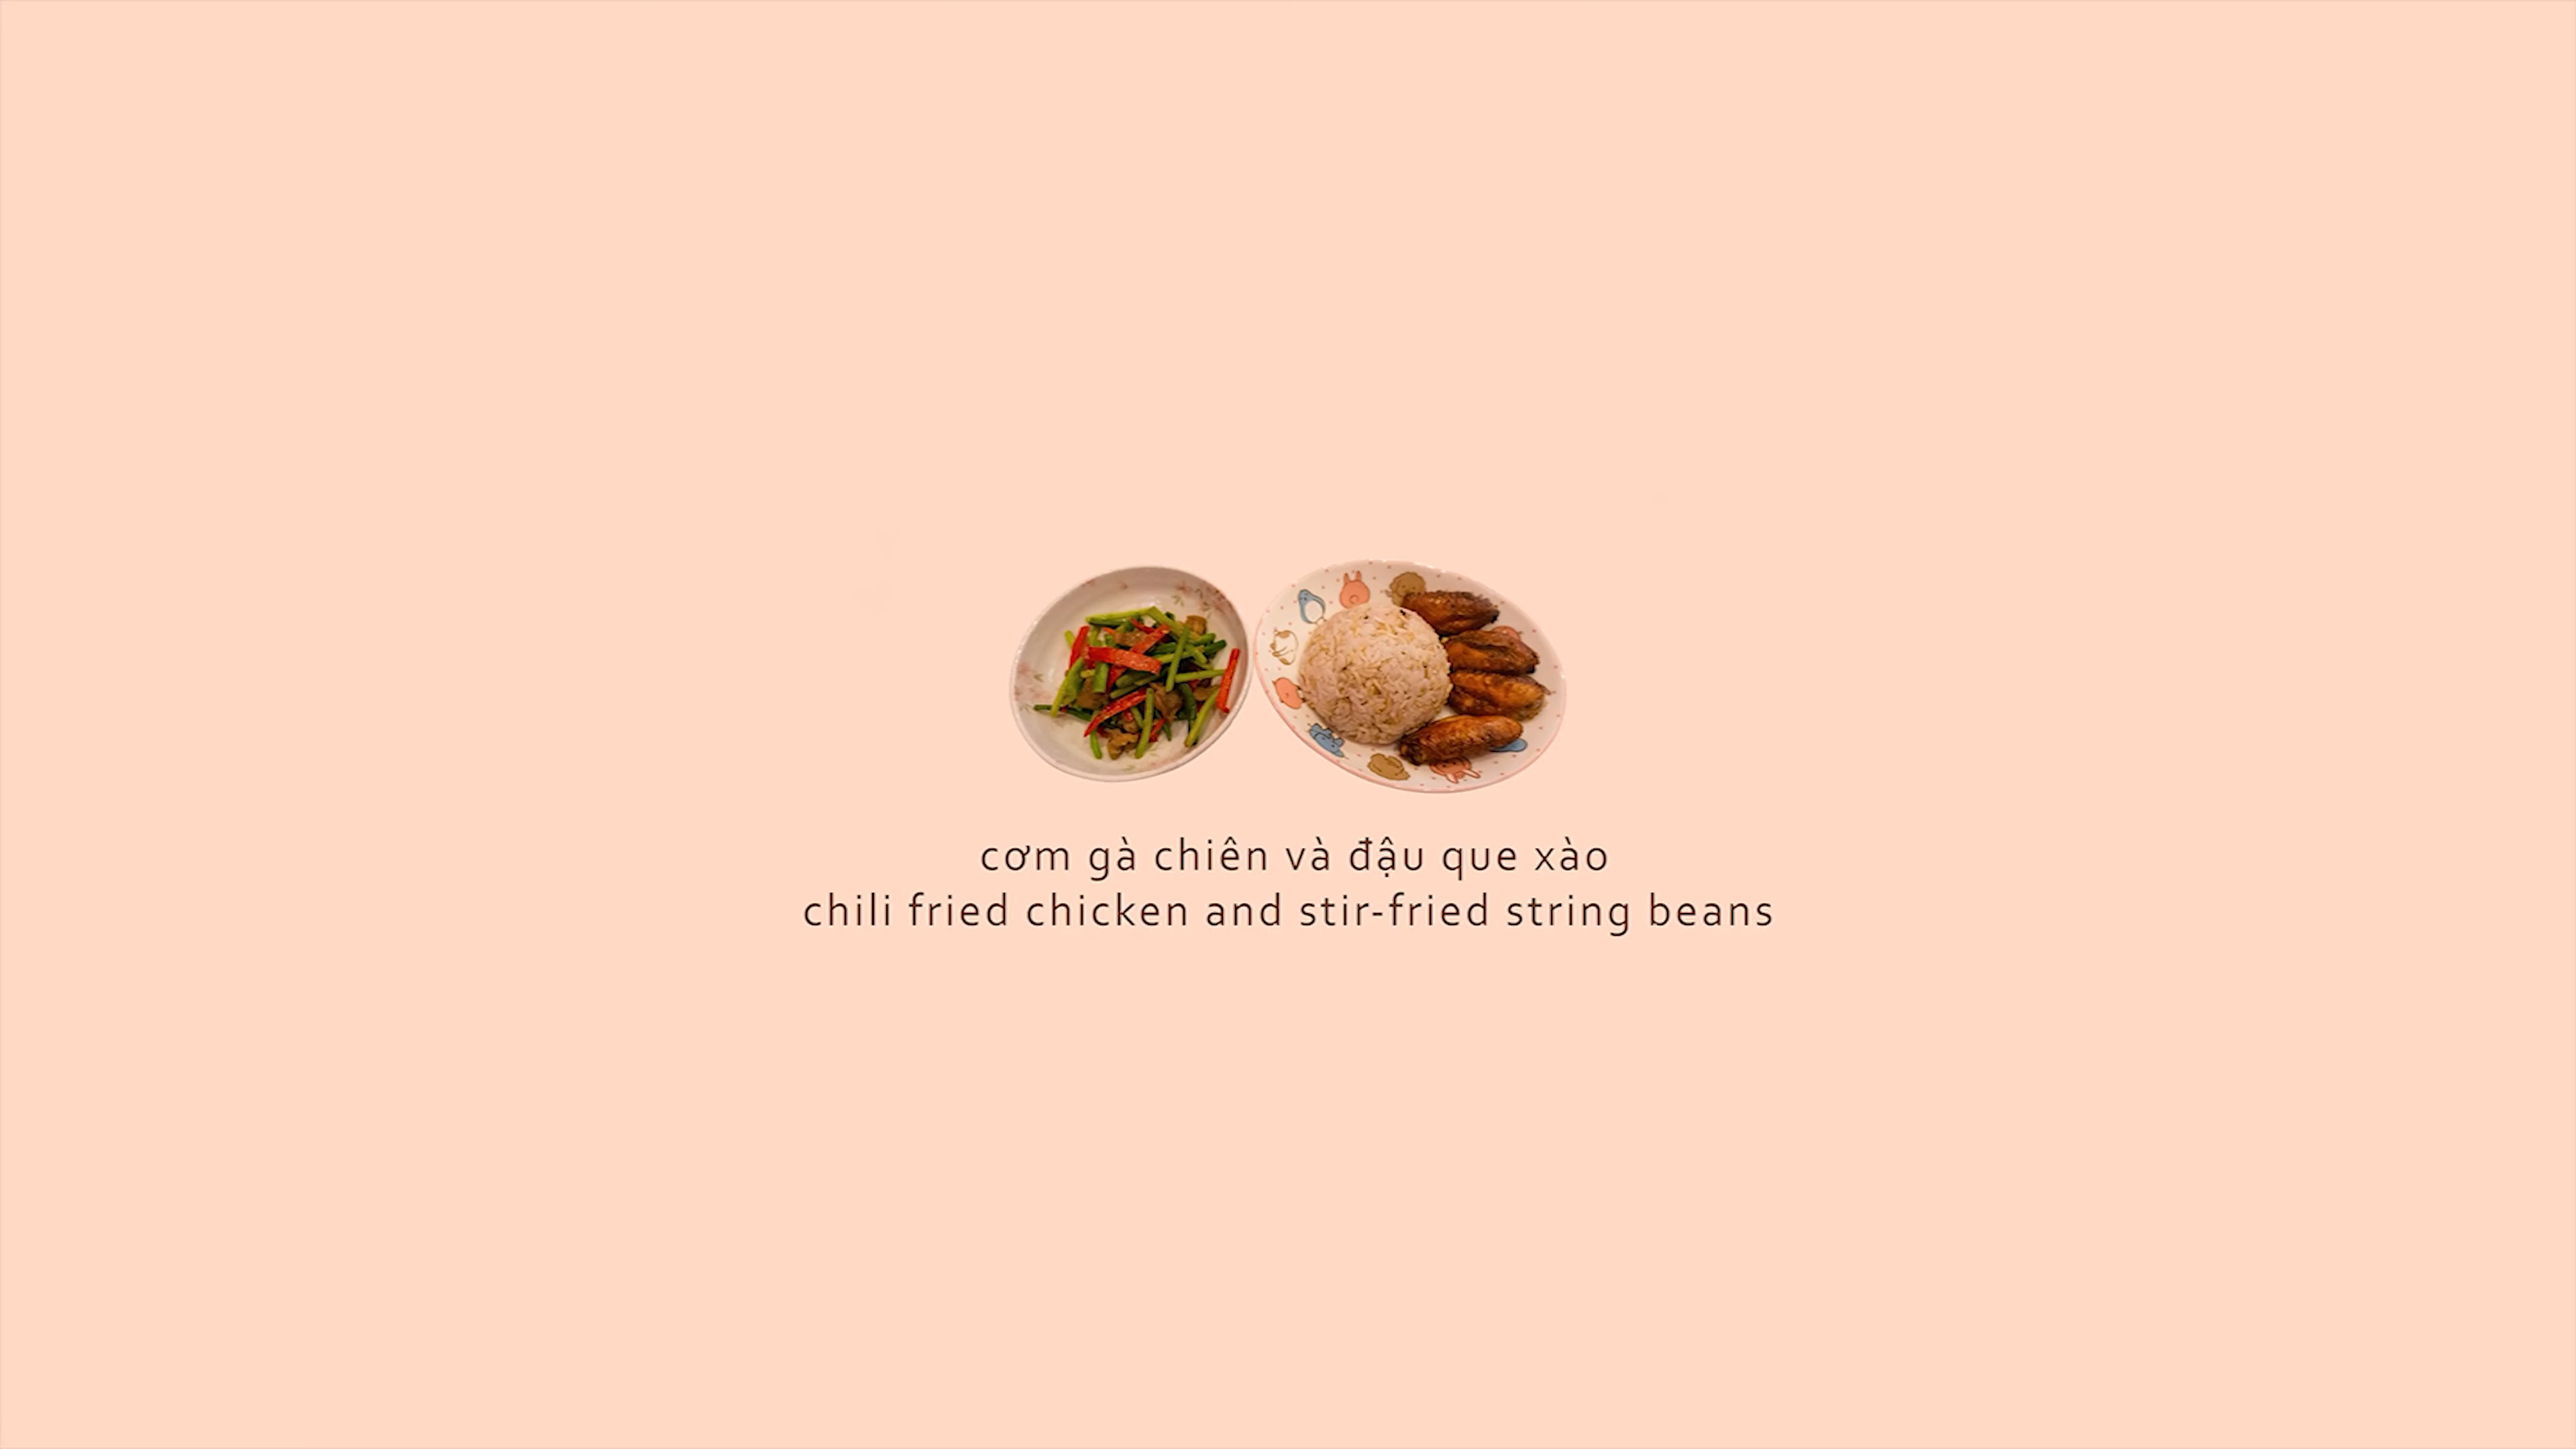 cơm gà chiên và đậu que xào
chili fried chicken and stir-fried string beans